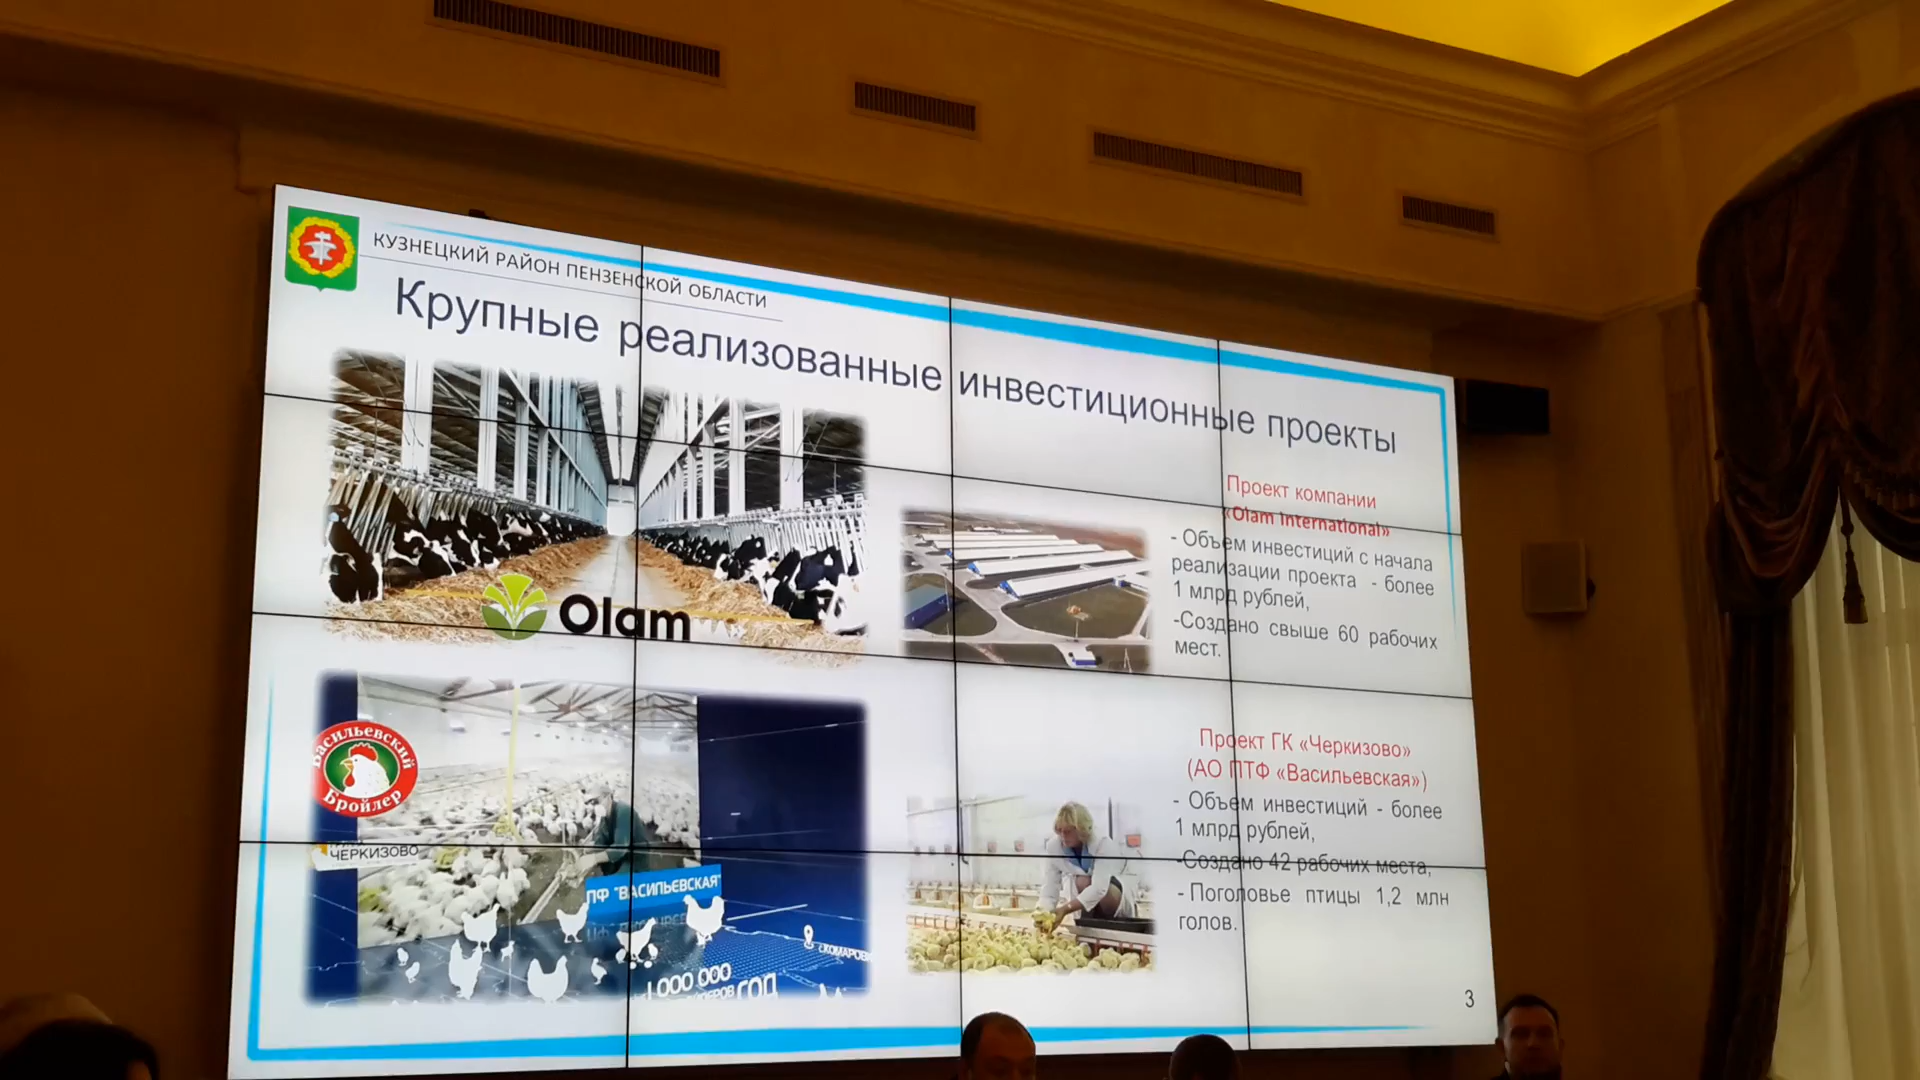 КУЗНЕЦКИЙ РАЙОН ПЕНЗЕНСКОЙ ОБЛАСТИ
Крупные реализованные инвестиционные проекты
Olam
Проект компании
«Olam International»
- Объем инвестиций с начала
реализации проекта - более
1 млрд рублей,
-Создано свыше 60 рабочих
мест.
Васильевский
Бройлер
ЧЕРКИЗОВО
ПФ "ВАСИЛЬЕВСКАЯ"
1 000 000
ГОД
Проект ГК «Черкизово»
(АО ПТФ «Васильевская»)
- Объем инвестиций - более
1 млрд рублей,
-Создано 42 рабочих места,
- Поголовье птицы 1,2 млн
голов.
3